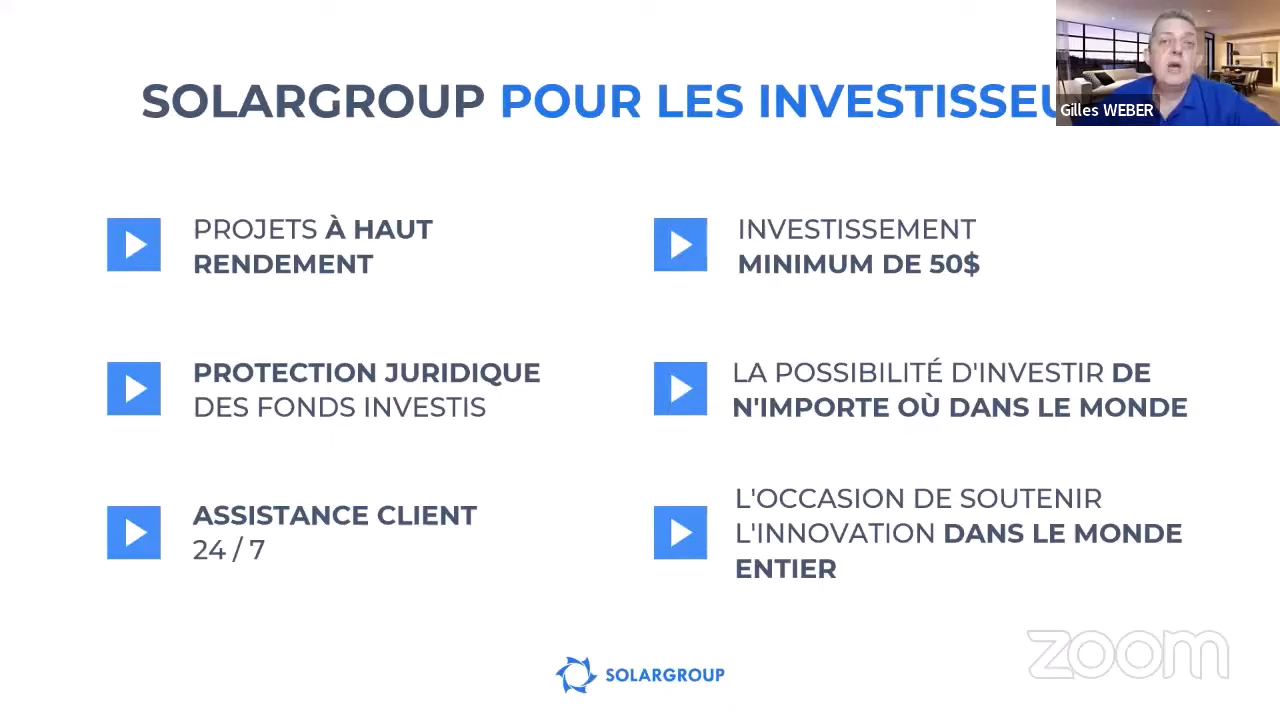 SOLARGROUP POUR LES INVESTISSEU
Gilles WEBER
PROJETS À HAUT
RENDEMENT
INVESTISSEMENT
MINIMUM DE 50$
PROTECTION JURIDIQUE
DES FONDS INVESTIS
LA POSSIBILITÉ D'INVESTIR DE
N'IMPORTE OÙ DANS LE MONDE
ASSISTANCE CLIENT
24 / 7
L'OCCASION DE SOUTENIR
L'INNOVATION DANS LE MONDE
ENTIER
SOLARGROUP
zoom